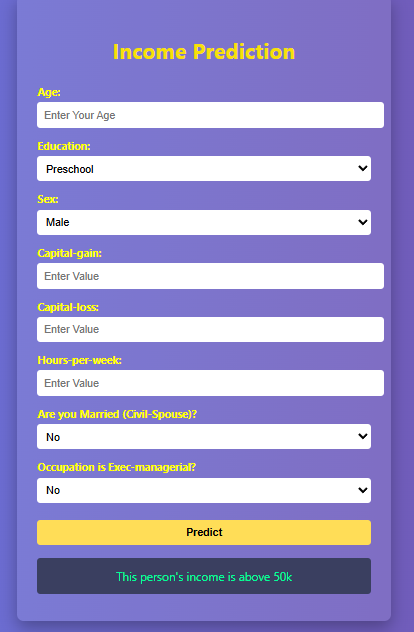 Income Prediction
Age:
Enter Your Age
Education:
Preschool
Sex:
Male
Capital-gain:
Enter Value
Capital-loss:
Enter Value
Hours-per-week:
Enter Value
Are you Married (Civil-Spouse)?
No
Occupation is Exec-managerial?
No
Predict
This person's income is above 50k